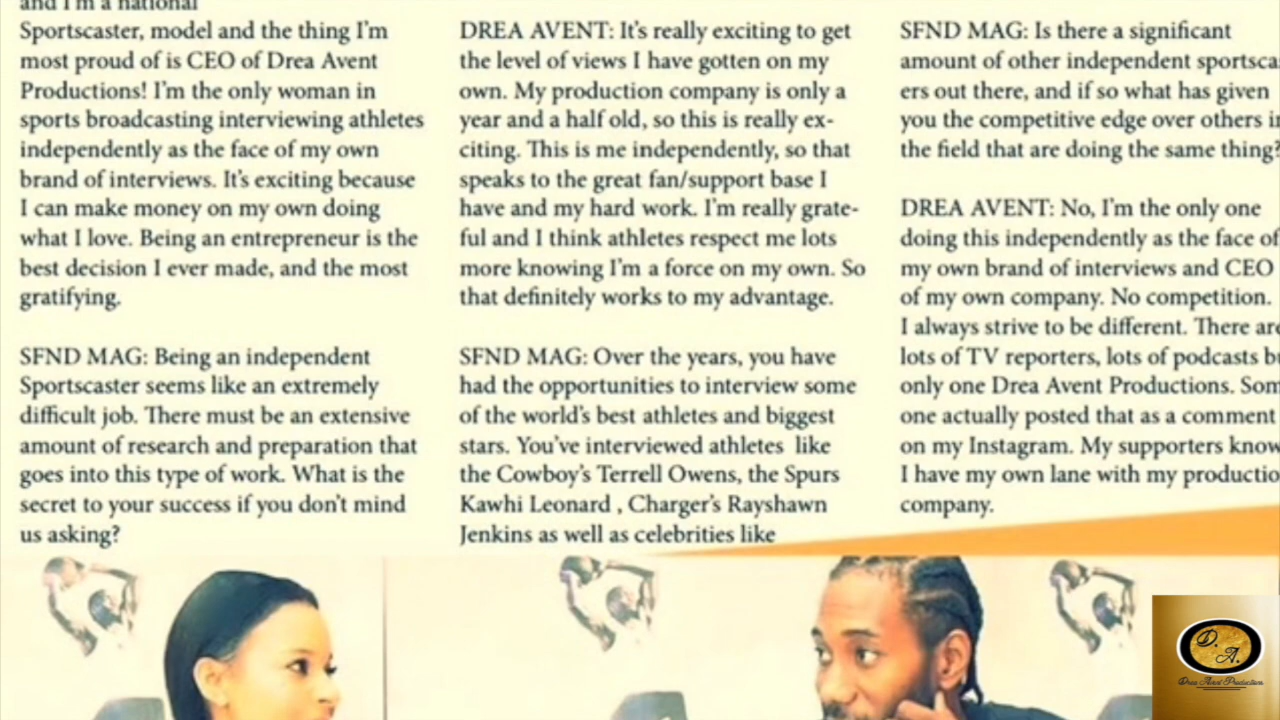 and I'm a national
Sportscaster, model and the thing I'm
most proud of is CEO of Drea Avent
Productions! I'm the only woman in
sports broadcasting interviewing athletes
independently as the face of my own
brand of interviews. It's exciting because
I can make money on my own doing
what I love. Being an entrepreneur is the
best decision I ever made, and the most
gratifying.
SFND MAG: Being an independent
Sportscaster seems like an extremely
difficult job. There must be an extensive
amount of research and preparation that
goes into this type of work. What is the
secret to your success if you don't mind
us asking?
DREA AVENT: It's really exciting to get
the level of views I have gotten on my
own. My production company is only a
year and a half old, so this is really ex-
citing. This is me independently, so that
speaks to the great fan/support base I
have and my hard work. I'm really grate-
ful and I think athletes respect me lots
more knowing I'm a force on my own. So
that definitely works to my advantage.
SFND MAG: Over the years, you have
had the opportunities to interview some
of the world's best athletes and biggest
stars. You've interviewed athletes like
the Cowboy's Terrell Owens, the Spurs
Kawhi Leonard , Charger's Rayshawn
Jenkins as well as celebrities like
SFND MAG: Is there a significant
amount of other independent sportsca
ers out there, and if so what has given
you the competitive edge over others in
the field that are doing the same thing?
DREA AVENT: No, I'm the only one
doing this independently as the face of
my own brand of interviews and CEO
of my own company. No competition.
I always strive to be different. There are
lots of TV reporters, lots of podcasts b
only one Drea Avent Productions. Som
one actually posted that as a comment
on my Instagram. My supporters know
I have my own lane with my productio
company.
D.
A.
Drea Avent Productions